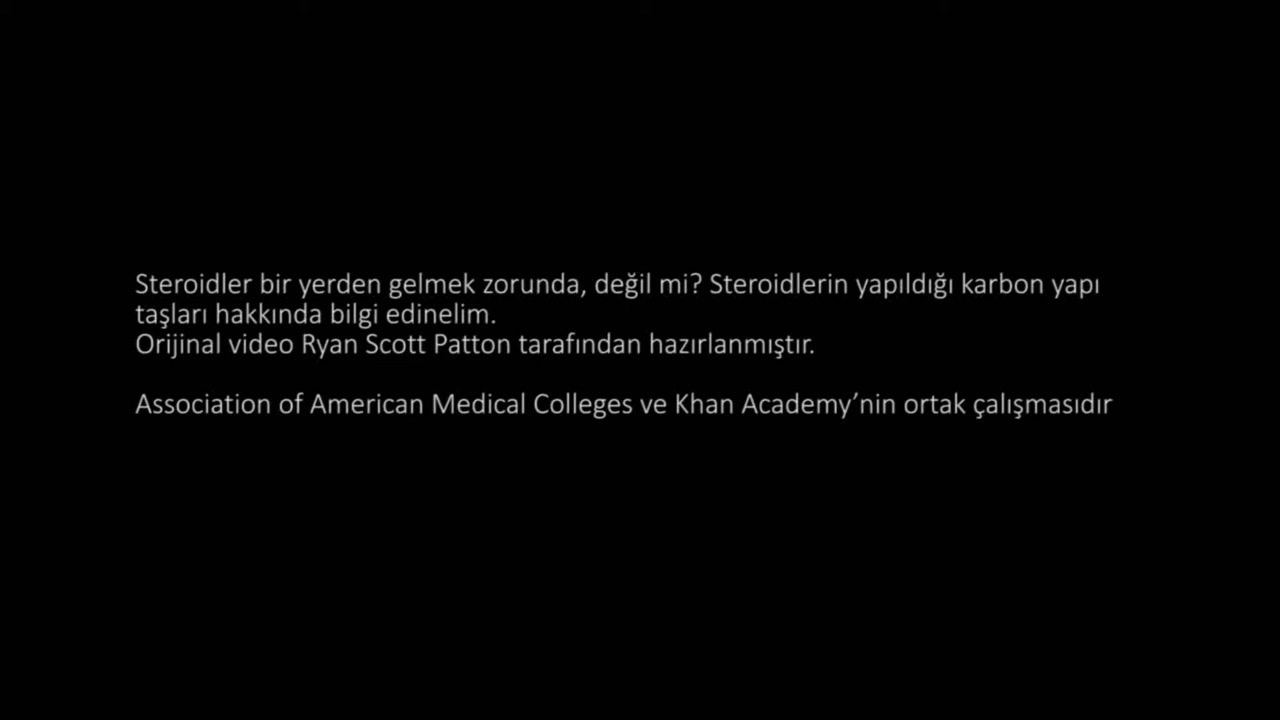 Steroidler bir yerden gelmek zorunda, değil mi? Steroidlerin yapıldığı karbon yapı
taşları hakkında bilgi edinelim.
Orijinal video Ryan Scott Patton tarafından hazırlanmıştır.
Association of American Medical Colleges ve Khan Academy’nin ortak çalışmasıdır